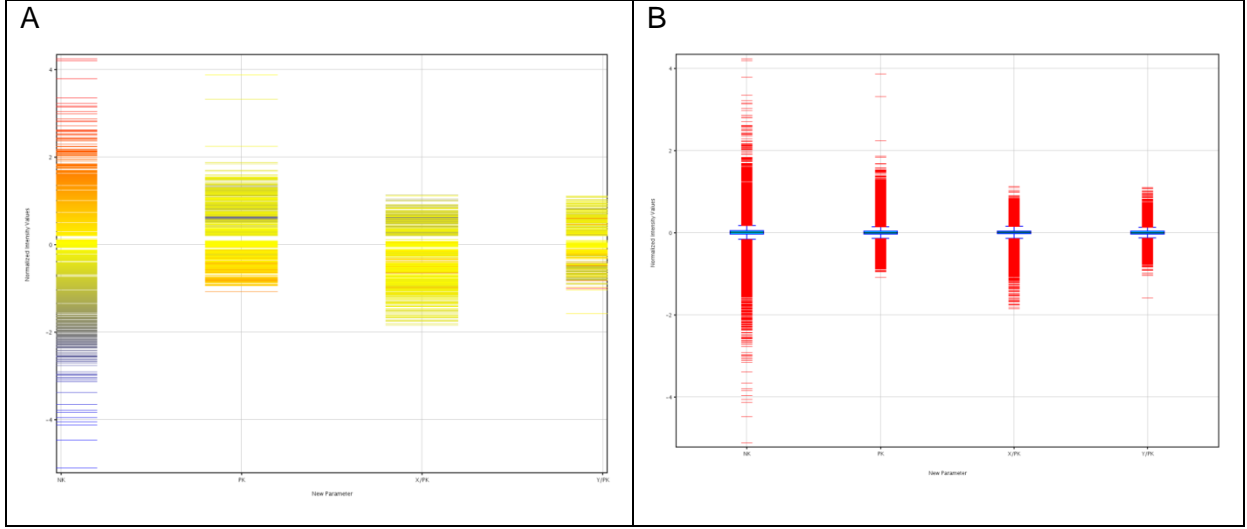 A
B
4
2
0
-2
-4
Normalized Intensity Values
NK
PK
X/PK
Y/PK
New Parameter
4
2
0
-2
-4
Normalized Intensity Values
NK
PK
X/PK
Y/PK
New Parameter